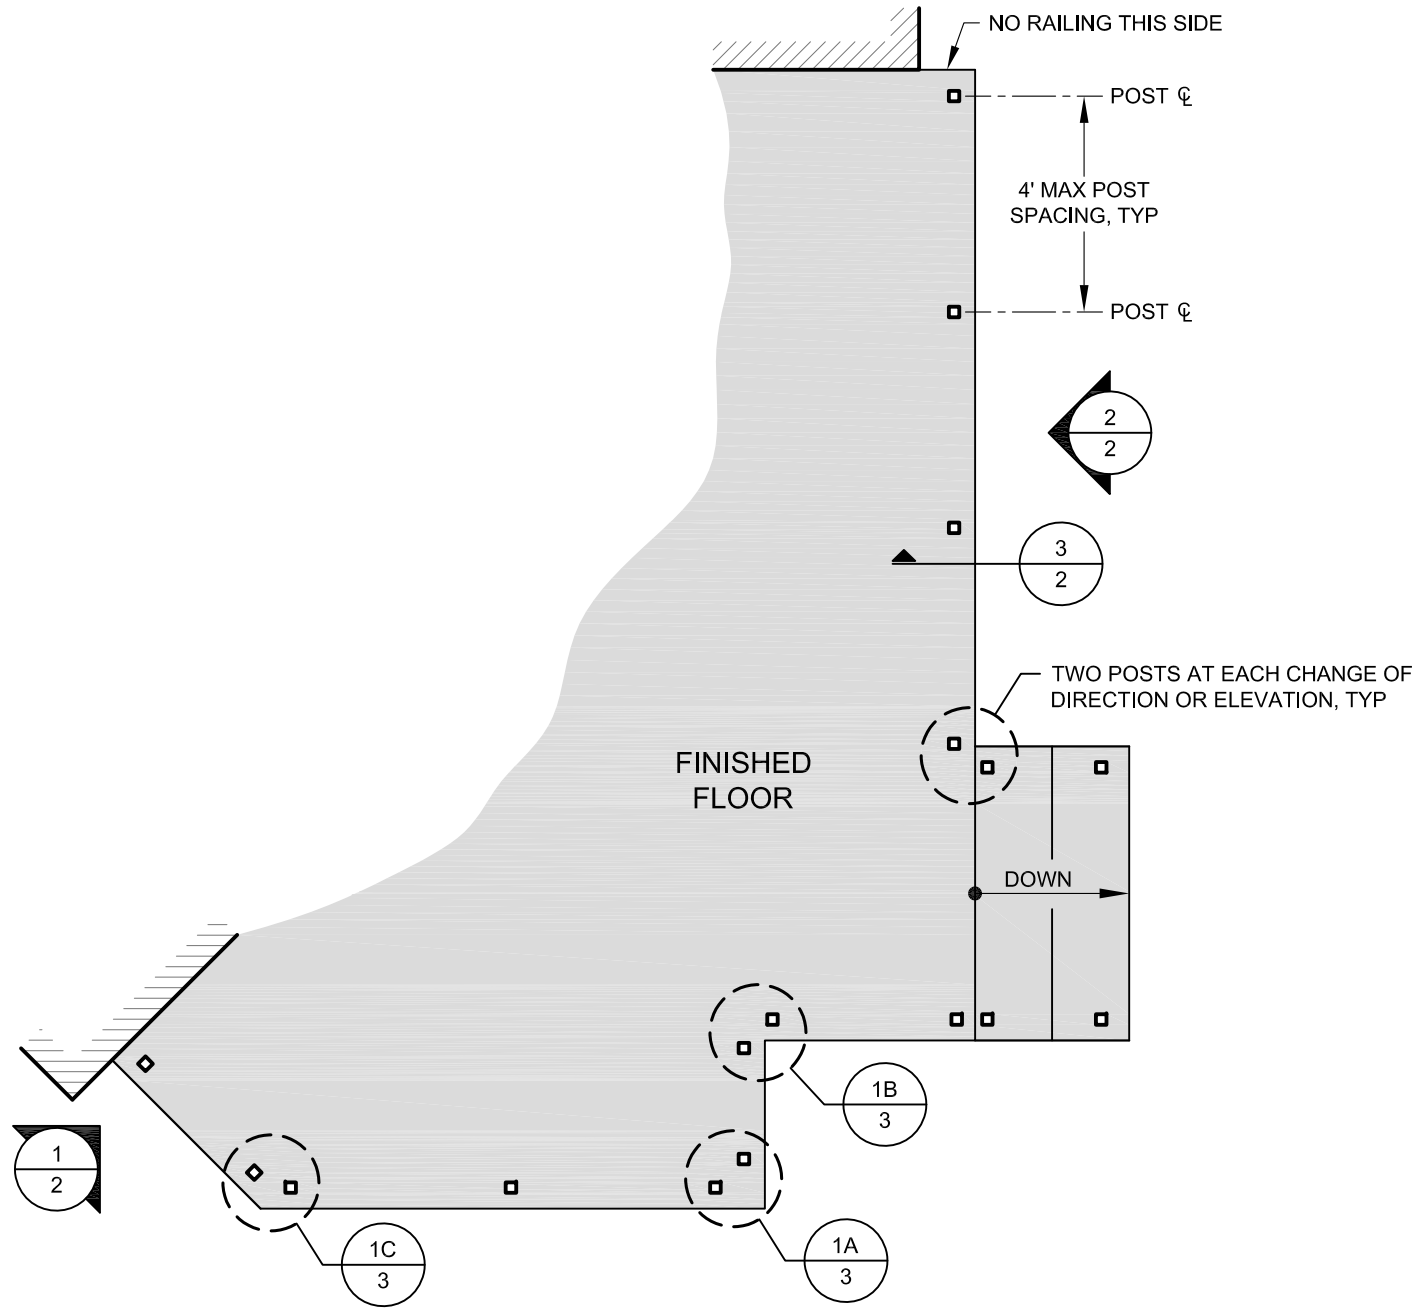 NO RAILING THIS SIDE
POST ℄
4' MAX POST
SPACING, TYP
POST ℄
2
2
3
2
TWO POSTS AT EACH CHANGE OF
DIRECTION OR ELEVATION, TYP
FINISHED
FLOOR
DOWN
1B
3
1
2
1C
3
1A
3